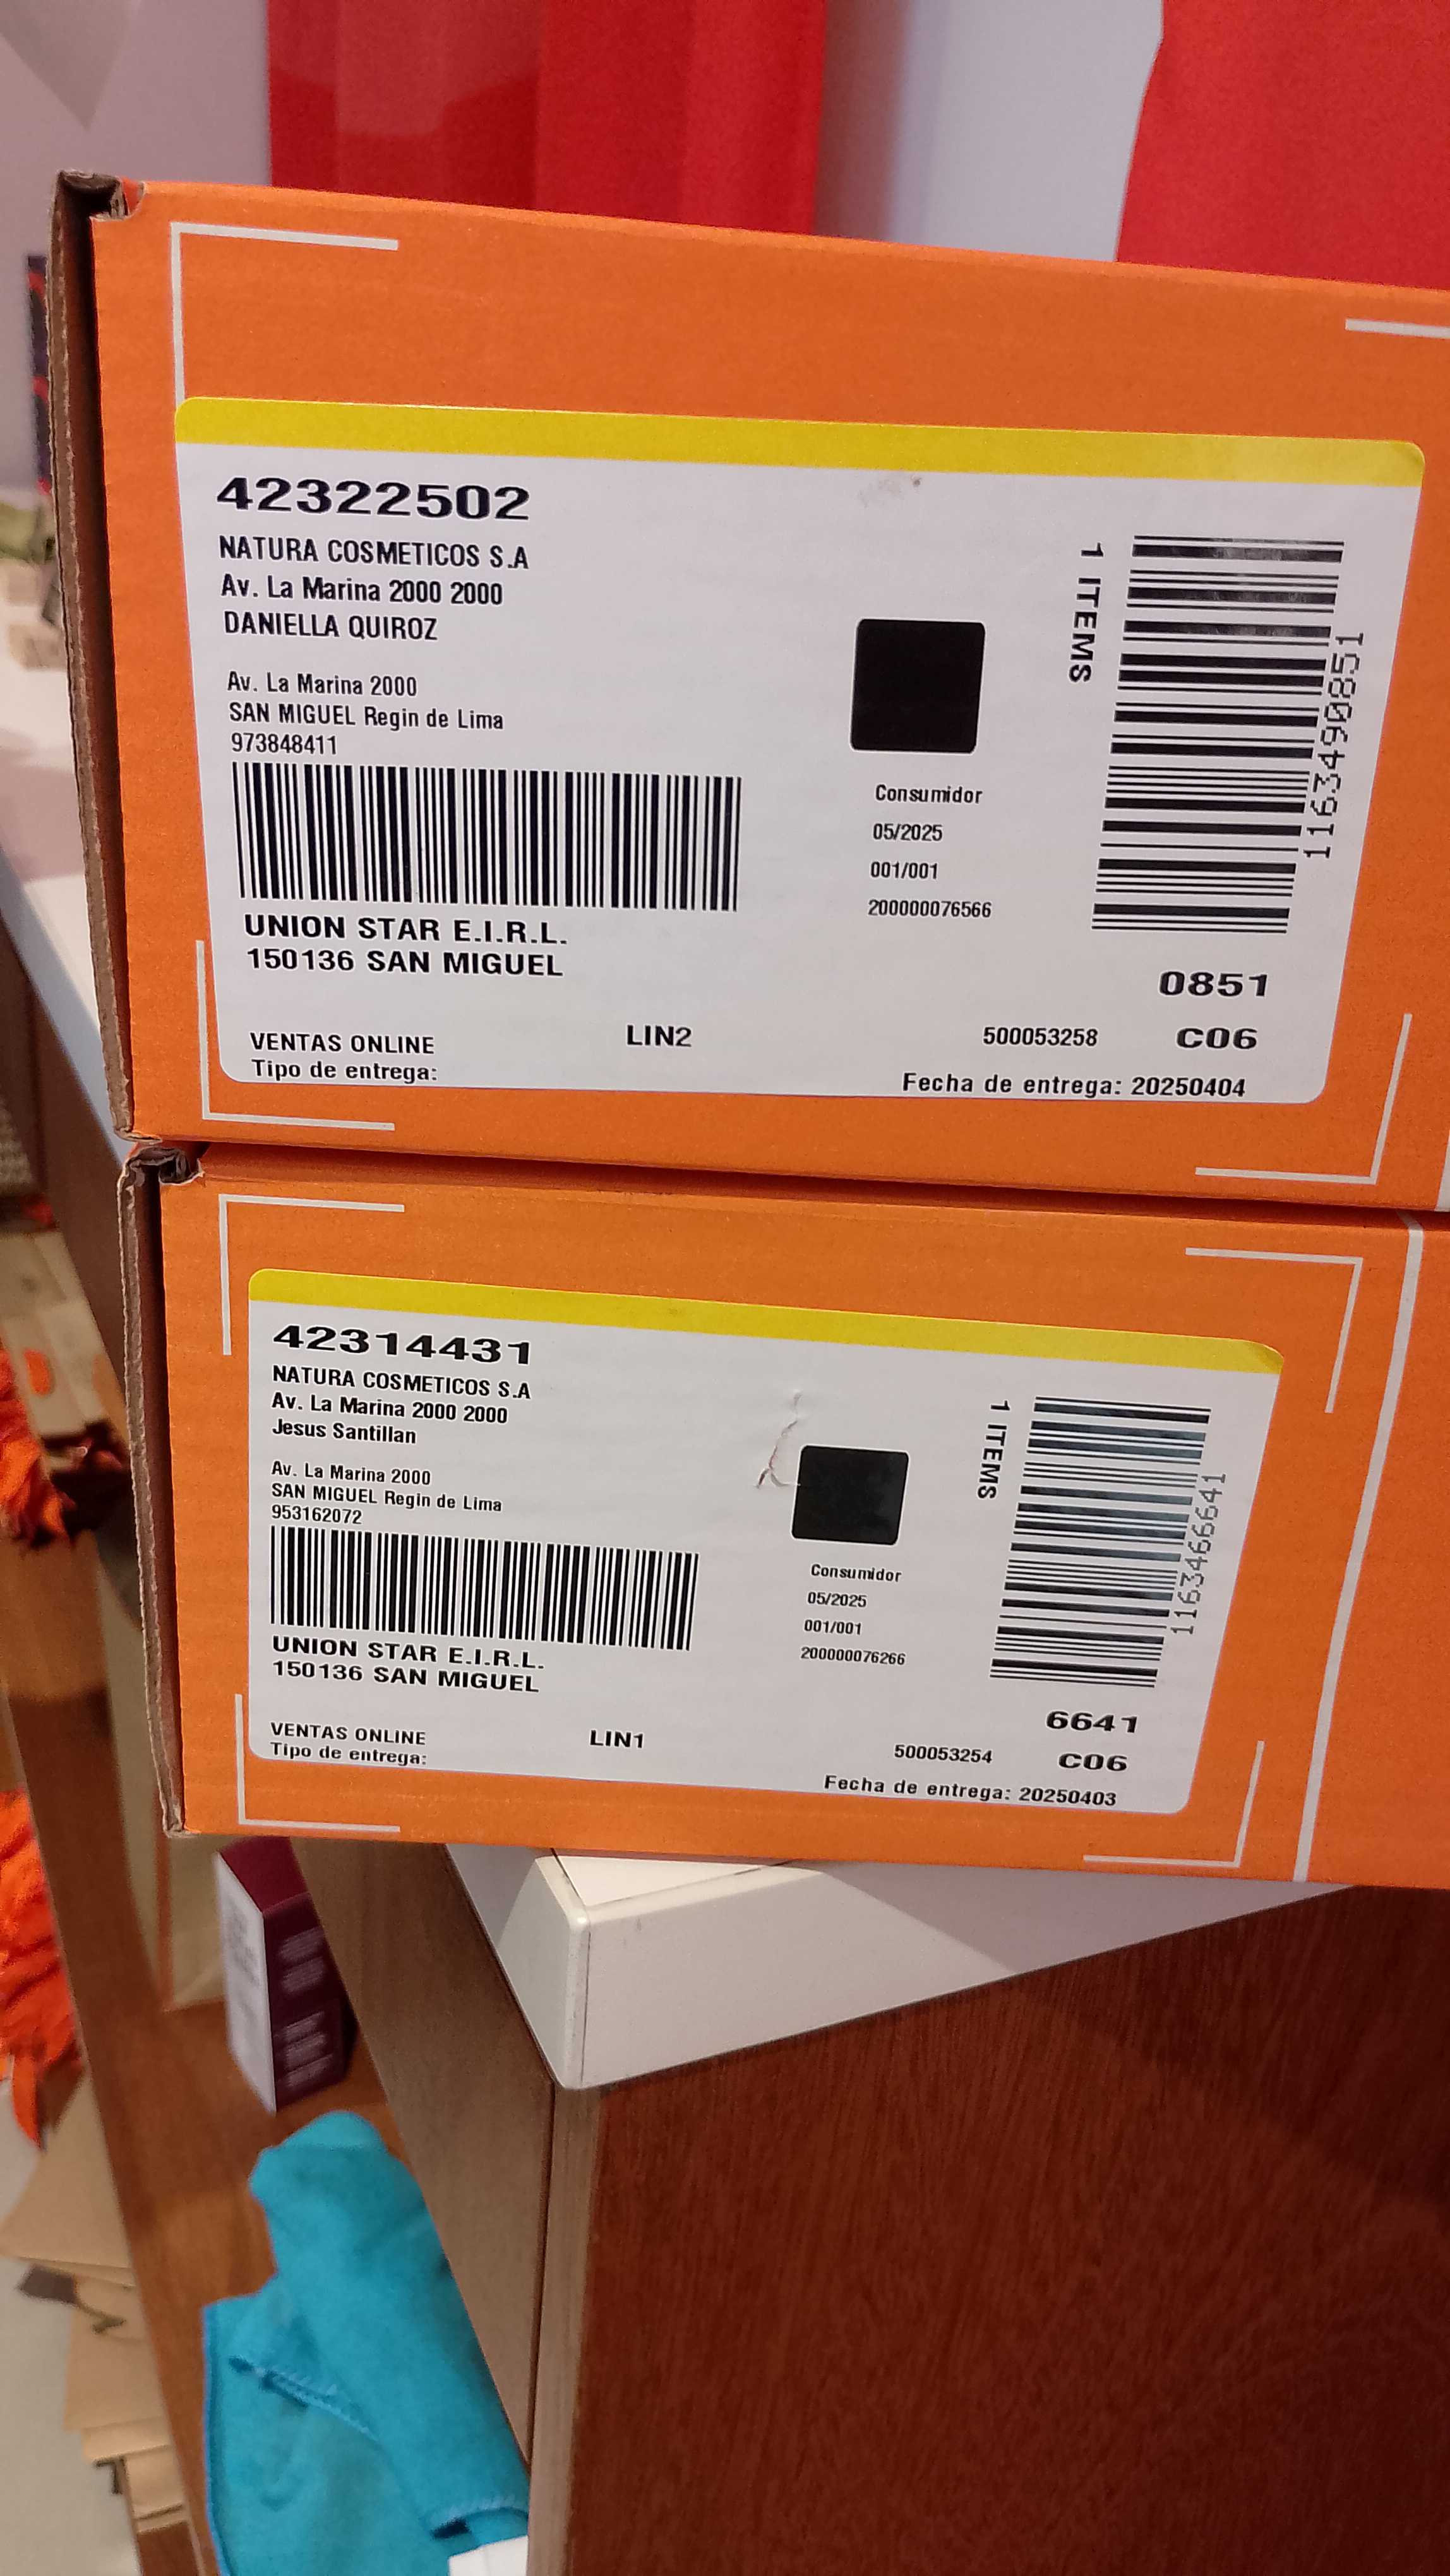 42322502
NATURA COSMETICOS S.A
Av. La Marina 2000 2000
DANIELLA QUIROZ
Av. La Marina 2000
SAN MIGUEL Regin de Lima
973848411
UNION STAR E.I.R.L.
150136 SAN MIGUEL
VENTAS ONLINE
Tipo de entrega:
LIN2
Consumidor
05/2025
001/001
200000076566
1 ITEMS
1163490851
0851
500053258
C06
Fecha de entrega: 20250404
42314431
NATURA COSMETICOS S.A
Av. La Marina 2000 2000
Jesus Santillan
Av. La Marina 2000
SAN MIGUEL Regin de Lima
953162072
UNION STAR E.I.R.L.
150136 SAN MIGUEL
VENTAS ONLINE
Tipo de entrega:
LIN1
Consumidor
05/2025
001/001
200000076266
1 ITEMS
1163466641
6641
500053254
C06
Fecha de entrega: 20250403